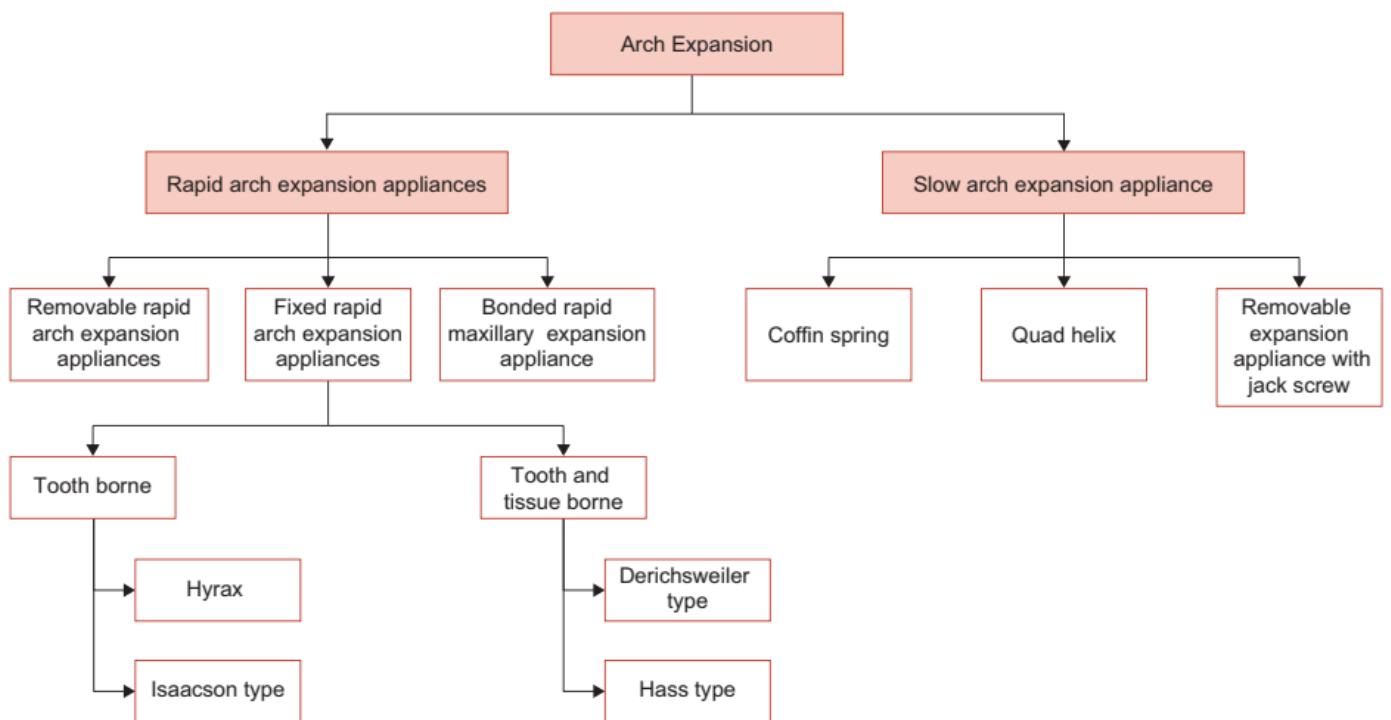 Arch Expansion
Rapid arch expansion appliances
Slow arch expansion appliance
Removable rapid
arch expansion
appliances
Fixed rapid
arch expansion
appliances
Bonded rapid
maxillary expansion
appliance
Coffin spring
Quad helix
Removable
expansion
appliance with
jack screw
Tooth borne
Tooth and
tissue borne
Hyrax
Derichsweiler
type
Isaacson type
Hass type